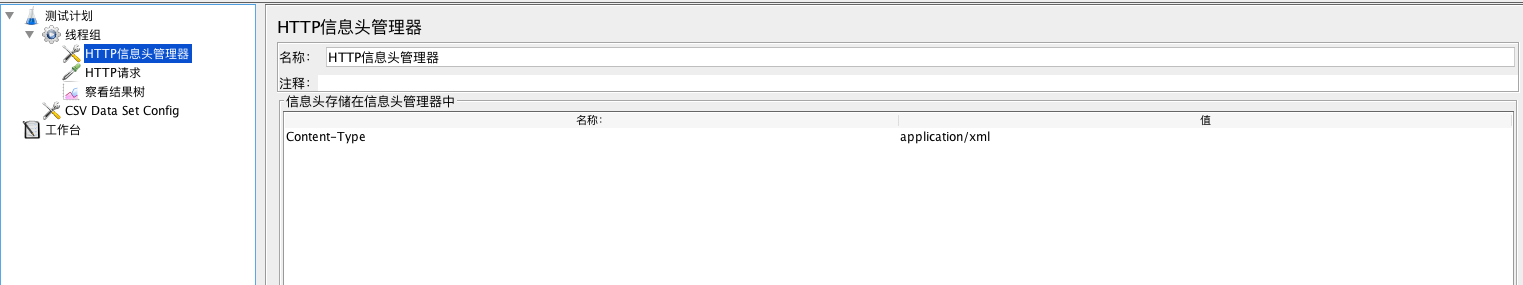 测试计划
线程组
HTTP信息头管理器
HTTP请求
察看结果树
CSV Data Set Config
工作台
HTTP信息头管理器
名称： HTTP信息头管理器
注释：
信息头存储在信息头管理器中
名称： 值
Content-Type application/xml